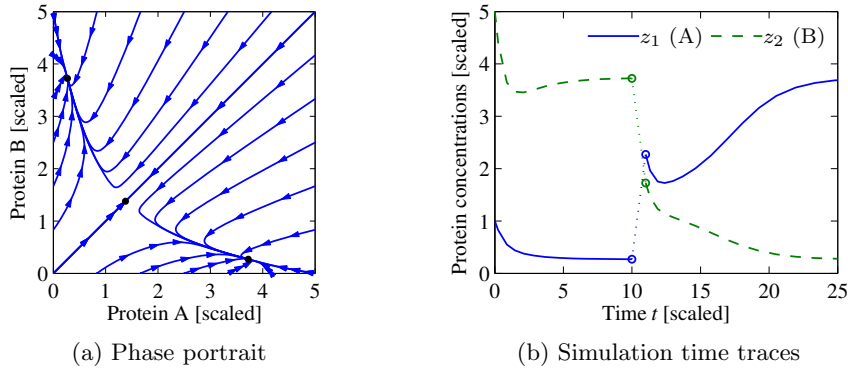 5
4
3
2
1
0
Protein B [scaled]
0 1 2 3 4 5
Protein A [scaled]
(a) Phase portrait
5
4
3
2
1
0
Protein concentrations [scaled]
z₁ (A) z₂ (B)
0 5 10 15 20 25
Time t [scaled]
(b) Simulation time traces